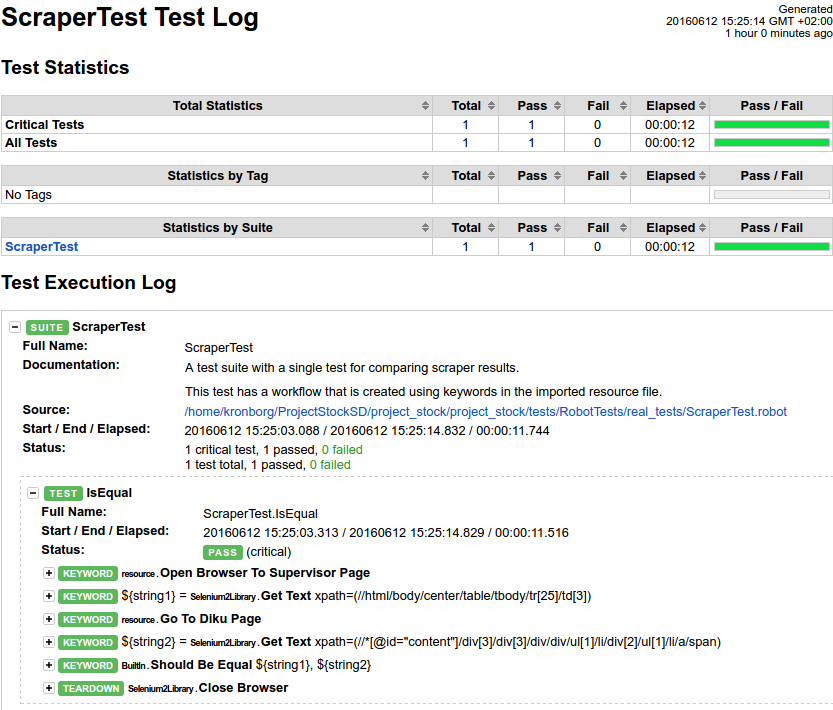 ScraperTest Test Log
Generated
20160612 15:25:14 GMT +02:00
1 hour 0 minutes ago
Test Statistics
Total Statistics Total Pass Fail Elapsed Pass / Fail
Critical Tests 1 1 0 00:00:12
All Tests 1 1 0 00:00:12
Statistics by Tag Total Pass Fail Elapsed Pass / Fail
No Tags
Statistics by Suite Total Pass Fail Elapsed Pass / Fail
ScraperTest 1 1 0 00:00:12
Test Execution Log
SUITE ScraperTest
Full Name: ScraperTest
Documentation: A test suite with a single test for comparing scraper results.
This test has a workflow that is created using keywords in the imported resource file.
Source: /home/kronborg/ProjectStockSD/project_stock/project_stock/tests/RobotTests/real_tests/ScraperTest.robot
Start / End / Elapsed: 20160612 15:25:03.088 / 20160612 15:25:14.832 / 00:00:11.744
Status: 1 critical test, 1 passed, 0 failed
1 test total, 1 passed, 0 failed
TEST IsEqual
Full Name: ScraperTest.IsEqual
Start / End / Elapsed: 20160612 15:25:03.313 / 20160612 15:25:14.829 / 00:00:11.516
Status: PASS (critical)
KEYWORD resource.Open Browser To Supervisor Page
KEYWORD ${string1} = Selenium2Library.Get Text xpath=(//html/body/center/table/tbody/tr[25]/td[3])
KEYWORD resource.Go To Diku Page
KEYWORD ${string2} = Selenium2Library.Get Text xpath=(//*[@id="content"]/div[3]/div[3]/div/div/ul[1]/li/div[2]/ul[1]/li/a/span)
KEYWORD BuiltIn.Should Be Equal ${string1}, ${string2}
TEARDOWN Selenium2Library.Close Browser